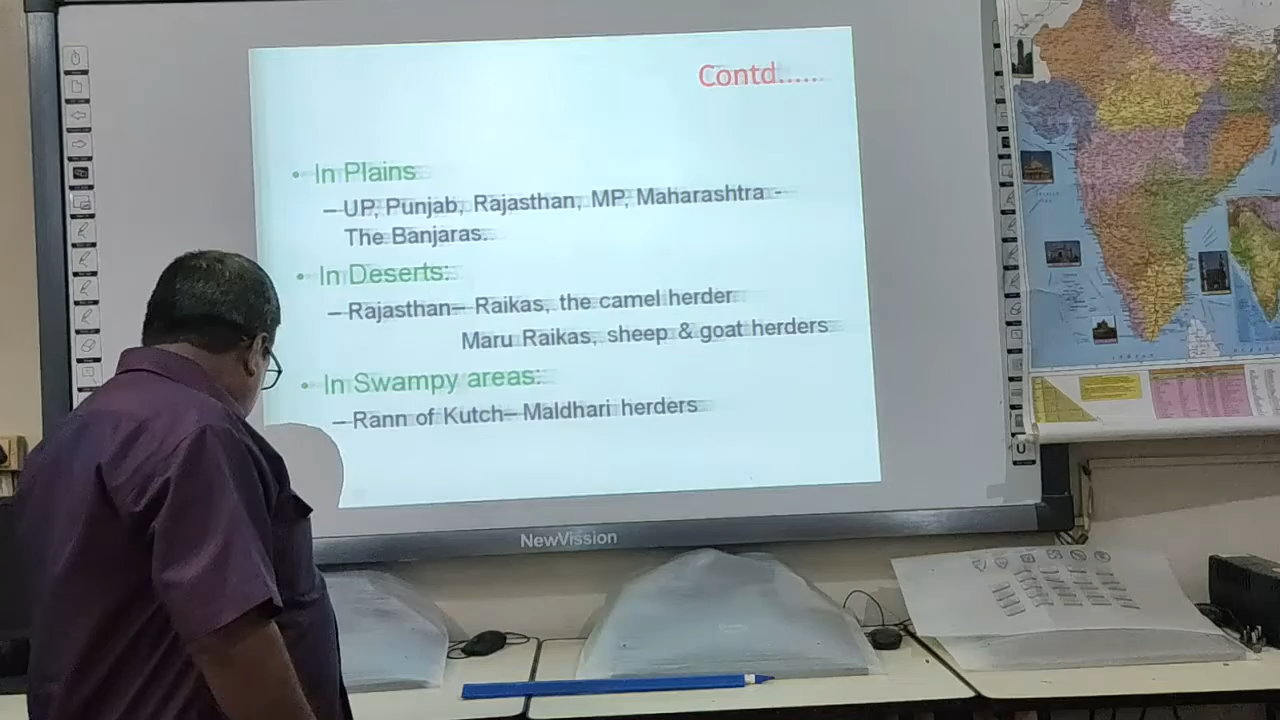 Contd......
• In Plains
–UP, Punjab, Rajasthan, MP, Maharashtra -
The Banjaras.
• In Deserts:
–Rajasthan– Raikas, the camel herder
Maru Raikas, sheep & goat herders
• In Swampy areas:
–Rann of Kutch– Maldhari herders
NewVission